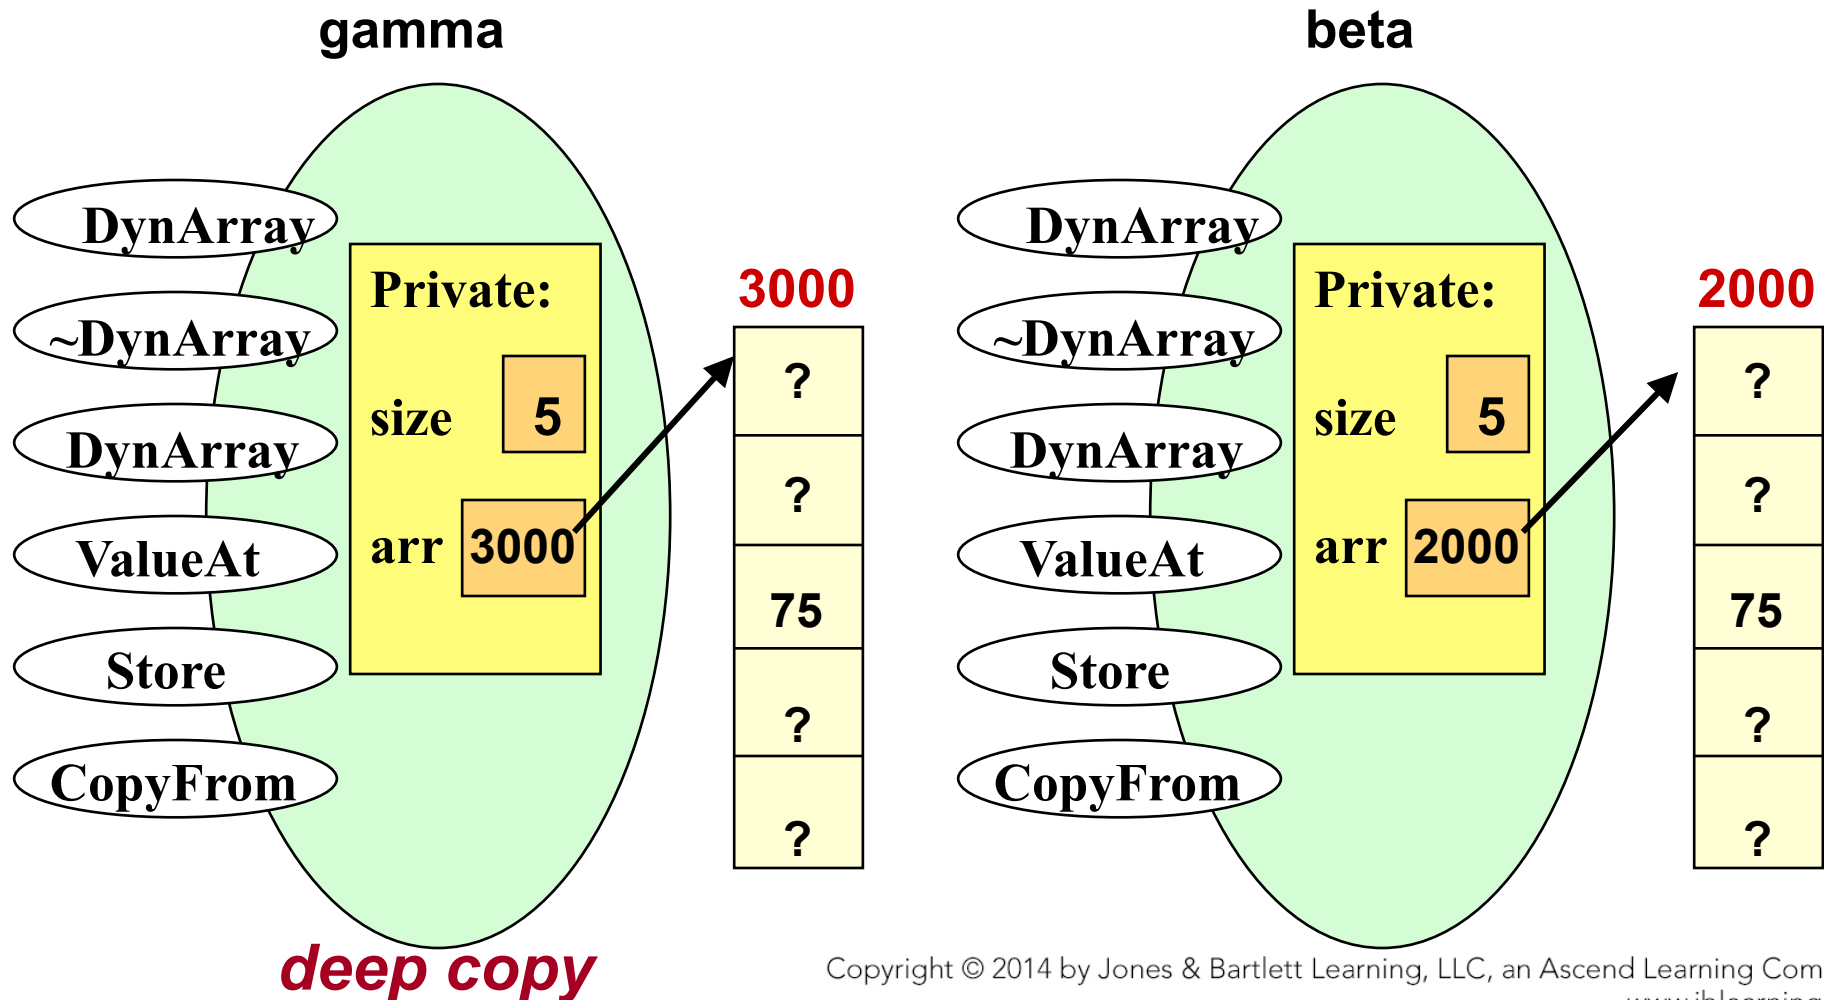 gamma
DynArray
~DynArray
DynArray
ValueAt
Store
CopyFrom
Private:
size 5
arr 3000
3000
?
?
75
?
?
deep copy
beta
DynArray
~DynArray
DynArray
ValueAt
Store
CopyFrom
Private:
size 5
arr 2000
2000
?
?
75
?
?
Copyright © 2014 by Jones & Bartlett Learning, LLC, an Ascend Learning Com